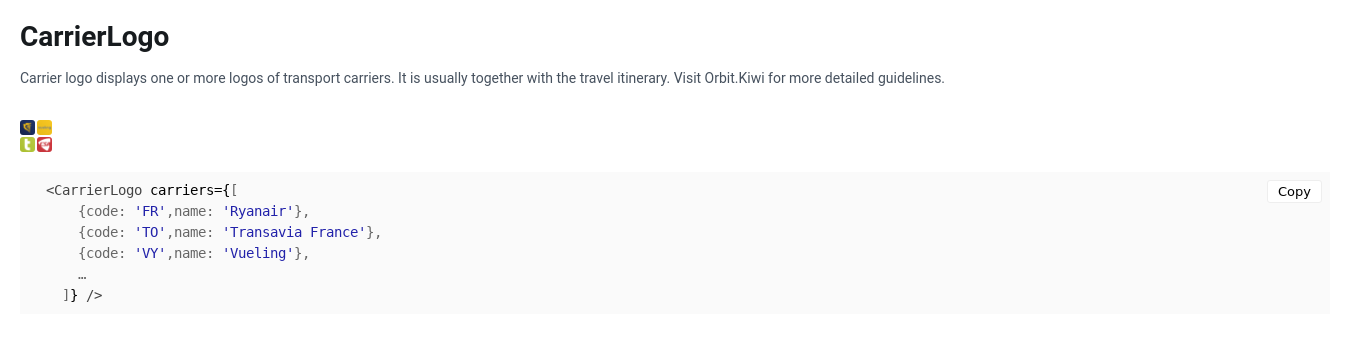 CarrierLogo
Carrier logo displays one or more logos of transport carriers. It is usually together with the travel itinerary. Visit Orbit.Kiwi for more detailed guidelines.
t
<CarrierLogo carriers={[
Copy
{code: 'FR',name: 'Ryanair'},
{code: 'TO',name: 'Transavia France'},
{code: 'VY',name: 'Vueling'},
…
]} />